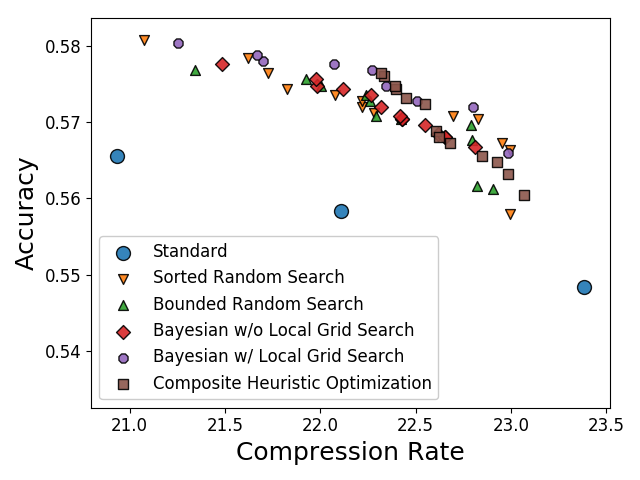 0.58
0.57
0.56
0.55
0.54
Accuracy
Standard
Sorted Random Search
Bounded Random Search
Bayesian w/o Local Grid Search
Bayesian w/ Local Grid Search
Composite Heuristic Optimization
21.0 21.5 22.0 22.5 23.0 23.5
Compression Rate